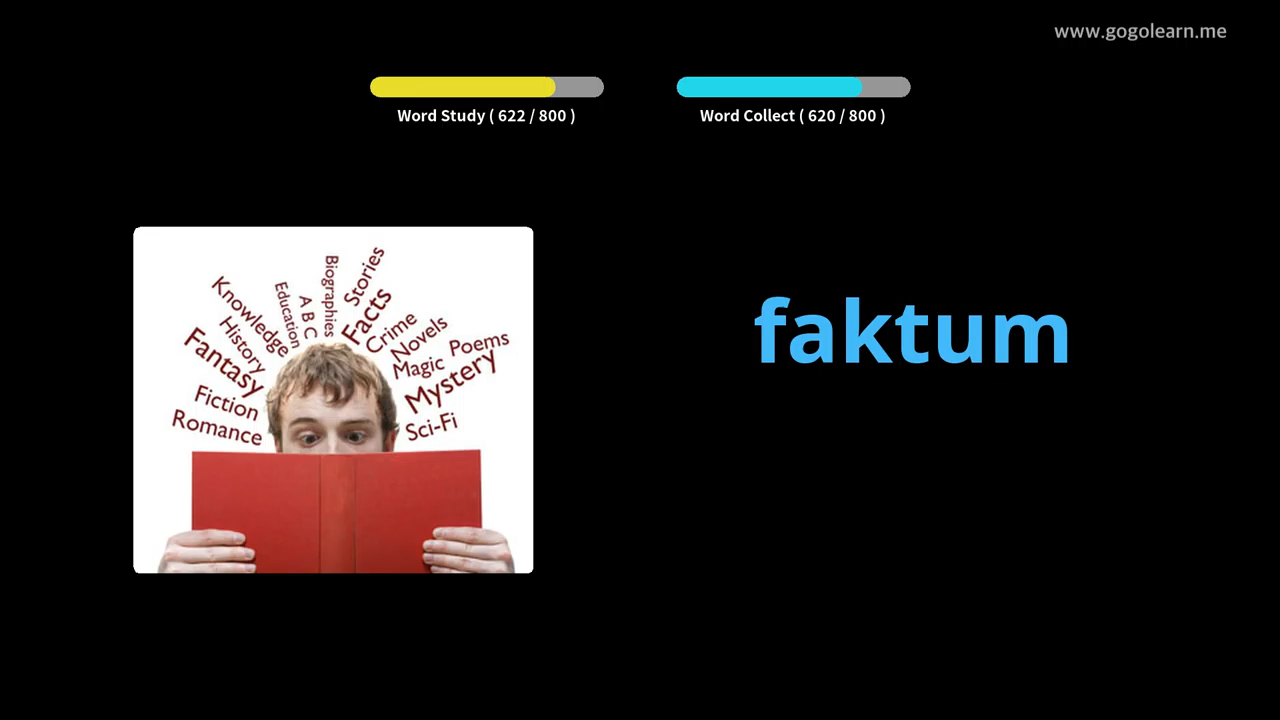 www.gogolearn.me
Word Study ( 622 / 800 )
Word Collect ( 620 / 800 )
faktum
Biographies
Stories
Education
A B C
Facts
Knowledge
Crime
History
Novels
Poems
Fantasy
Magic
Mystery
Fiction
Romance
Sci-Fi